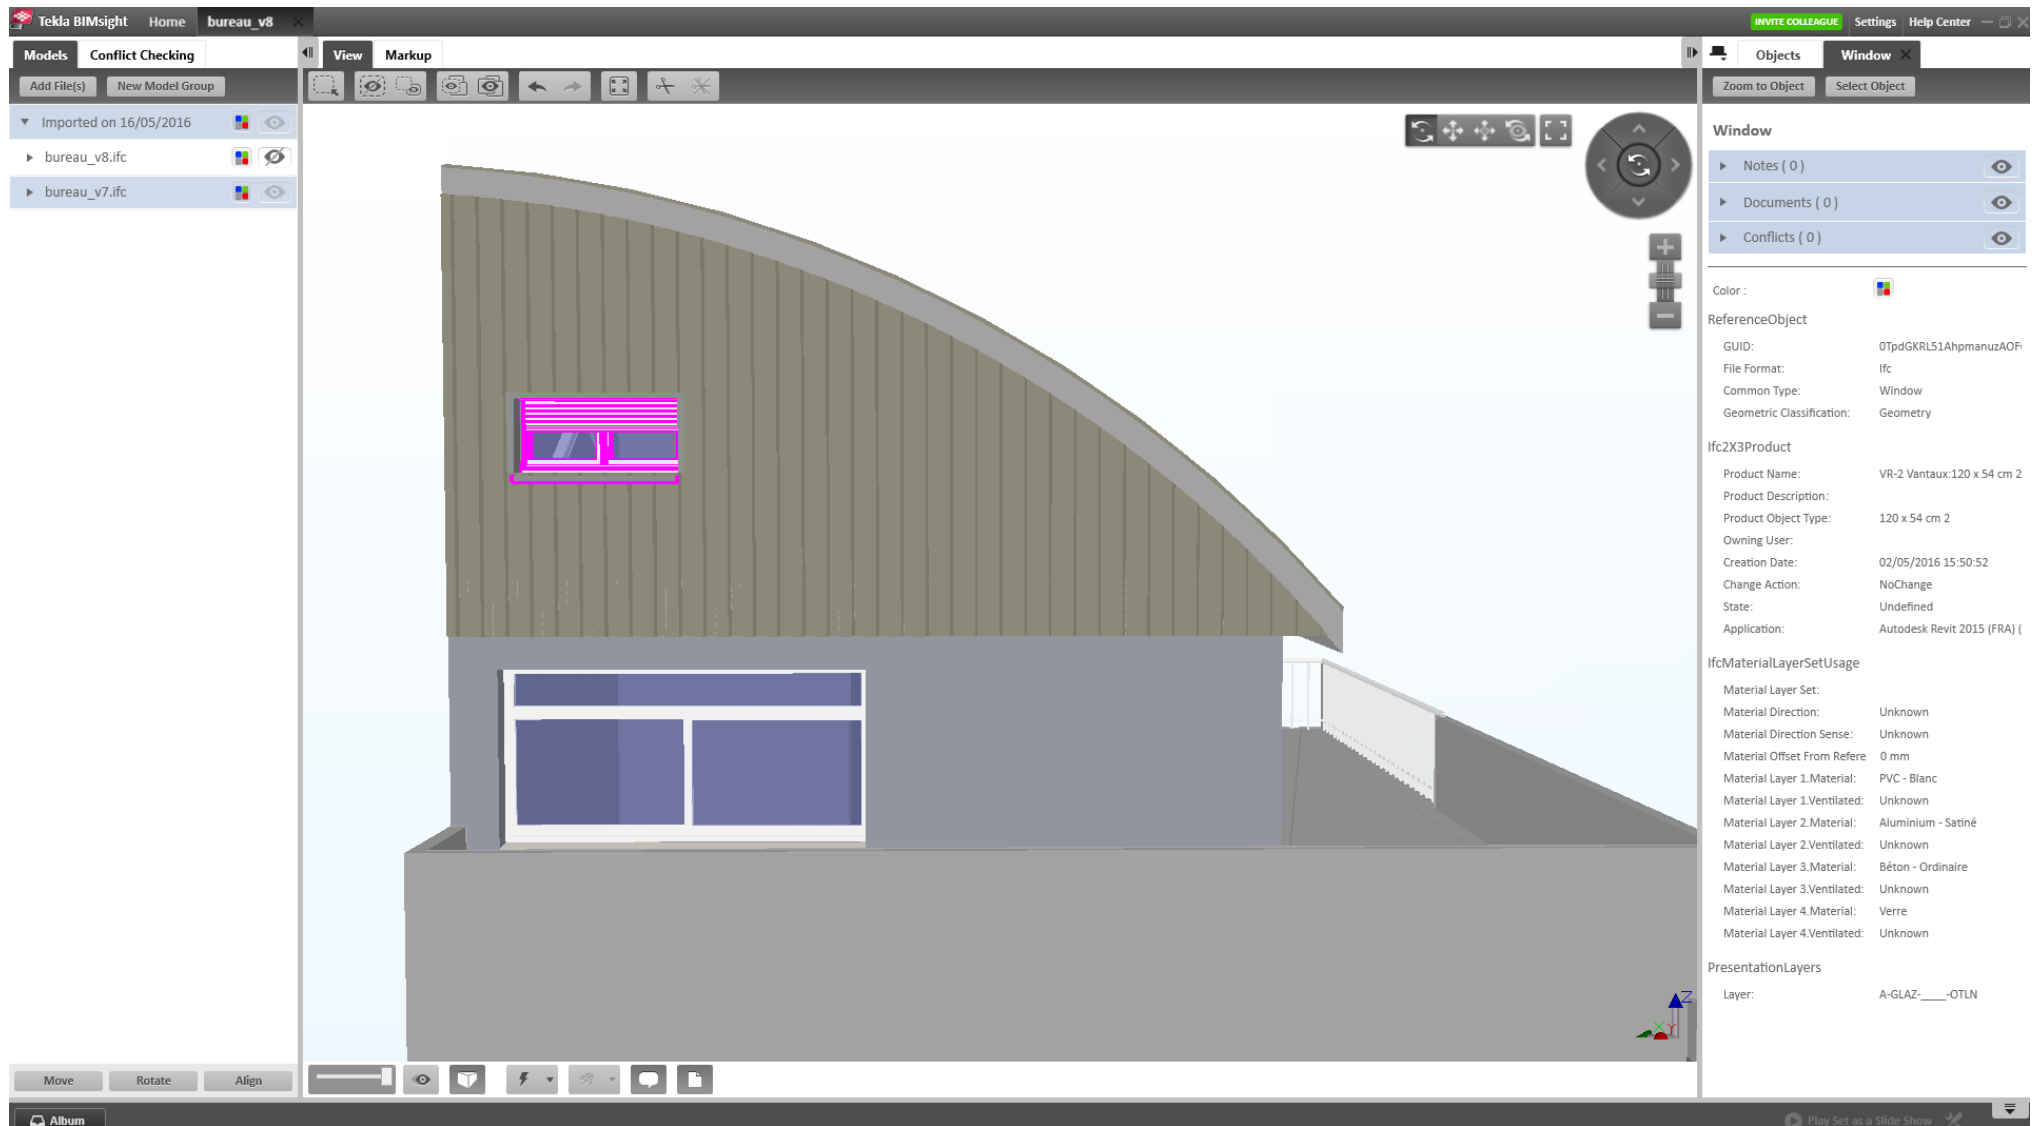 Tekla BIMsight Home bureau_v8 INVITE COLLEAGUE Settings Help Center
Models Conflict Checking View Markup Objects Window
Add File(s) New Model Group Zoom to Object Select Object
Imported on 16/05/2016
bureau_v8.ifc
bureau_v7.ifc
Window
Notes ( 0 )
Documents ( 0 )
Conflicts ( 0 )
Color :
ReferenceObject
GUID: 0TpdGKRL51AhpmanuzAOF
File Format: Ifc
Common Type: Window
Geometric Classification: Geometry
Ifc2X3Product
Product Name: VR-2 Vantaux:120 x 54 cm 2
Product Description:
Product Object Type: 120 x 54 cm 2
Owning User:
Creation Date: 02/05/2016 15:50:52
Change Action: NoChange
State: Undefined
Application: Autodesk Revit 2015 (FRA) (
IfcMaterialLayerSetUsage
Material Layer Set:
Material Direction: Unknown
Material Direction Sense: Unknown
Material Offset From Refere 0 mm
Material Layer 1.Material: PVC - Blanc
Material Layer 1.Ventilated: Unknown
Material Layer 2.Material: Aluminium - Satiné
Material Layer 2.Ventilated: Unknown
Material Layer 3.Material: Béton - Ordinaire
Material Layer 3.Ventilated: Unknown
Material Layer 4.Material: Verre
Material Layer 4.Ventilated: Unknown
PresentationLayers
Layer: A-GLAZ-____-OTLN
Z
X
Y
Move Rotate Align
Album Play Set as a Slide Show